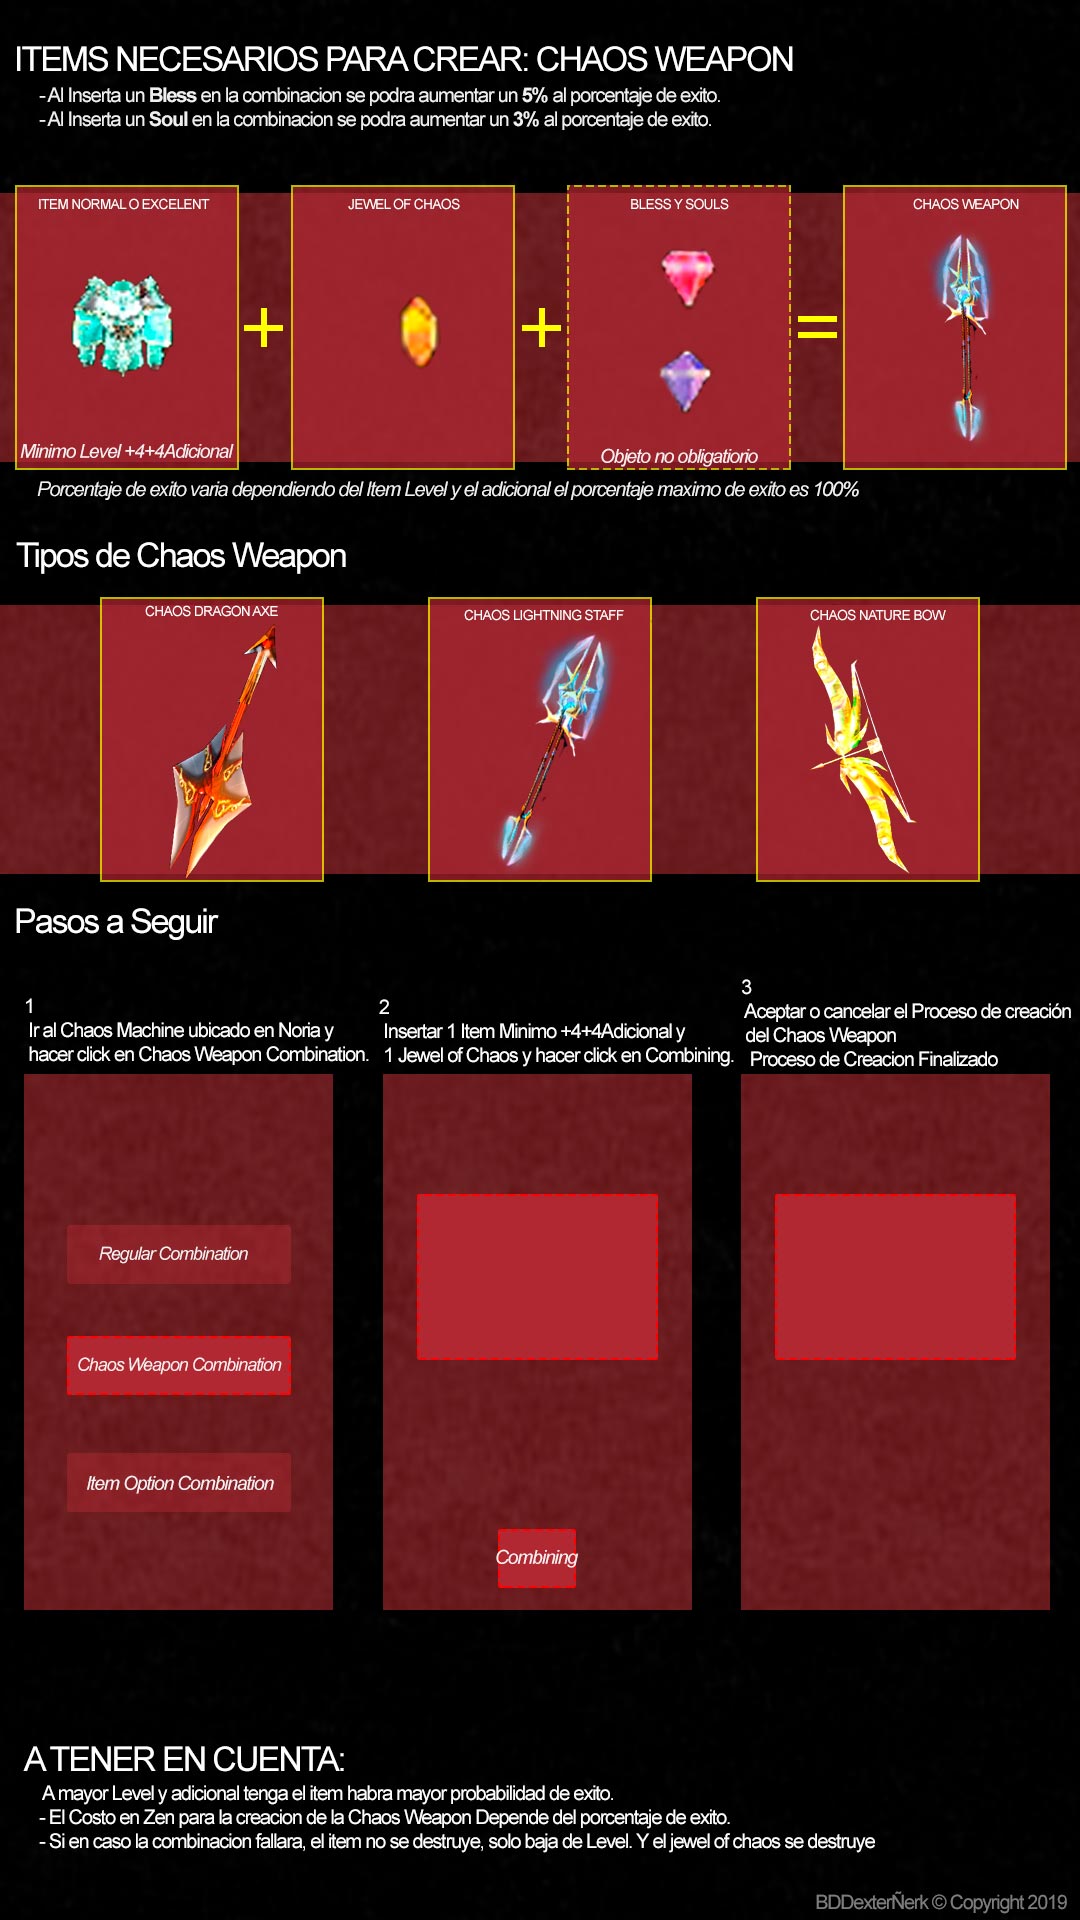 ITEMS NECESARIOS PARA CREAR: CHAOS WEAPON
-Al Inserta un Bless en la combinacion se podra aumentar un 5% al porcentaje de exito.
-Al Inserta un Soul en la combinacion se podra aumentar un 3% al porcentaje de exito.
ITEM NORMAL O EXCELENT
JEWEL OF CHAOS
BLESS Y SOULS
CHAOS WEAPON
+
+
=
Minimo Level +4+4Adicional
Objeto no obligatiorio
Porcentaje de exito varia dependiendo del Item Level y el adicional el porcentaje maximo de exito es 100%
Tipos de Chaos Weapon
CHAOS DRAGON AXE
CHAOS LIGHTNING STAFF
CHAOS NATURE BOW
Pasos a Seguir
1
Ir al Chaos Machine ubicado en Noria y
hacer click en Chaos Weapon Combination.
2
Insertar 1 Item Minimo +4+4Adicional y
1 Jewel of Chaos y hacer click en Combining.
3
Aceptar o cancelar el Proceso de creación
del Chaos Weapon
Proceso de Creacion Finalizado
Regular Combination
Chaos Weapon Combination
Item Option Combination
Combining
A TENER EN CUENTA:
A mayor Level y adicional tenga el item habra mayor probabilidad de exito.
- El Costo en Zen para la creacion de la Chaos Weapon Depende del porcentaje de exito.
- Si en caso la combinacion fallara, el item no se destruye, solo baja de Level. Y el jewel of chaos se destruye
BDDexterÑerk © Copyright 2019